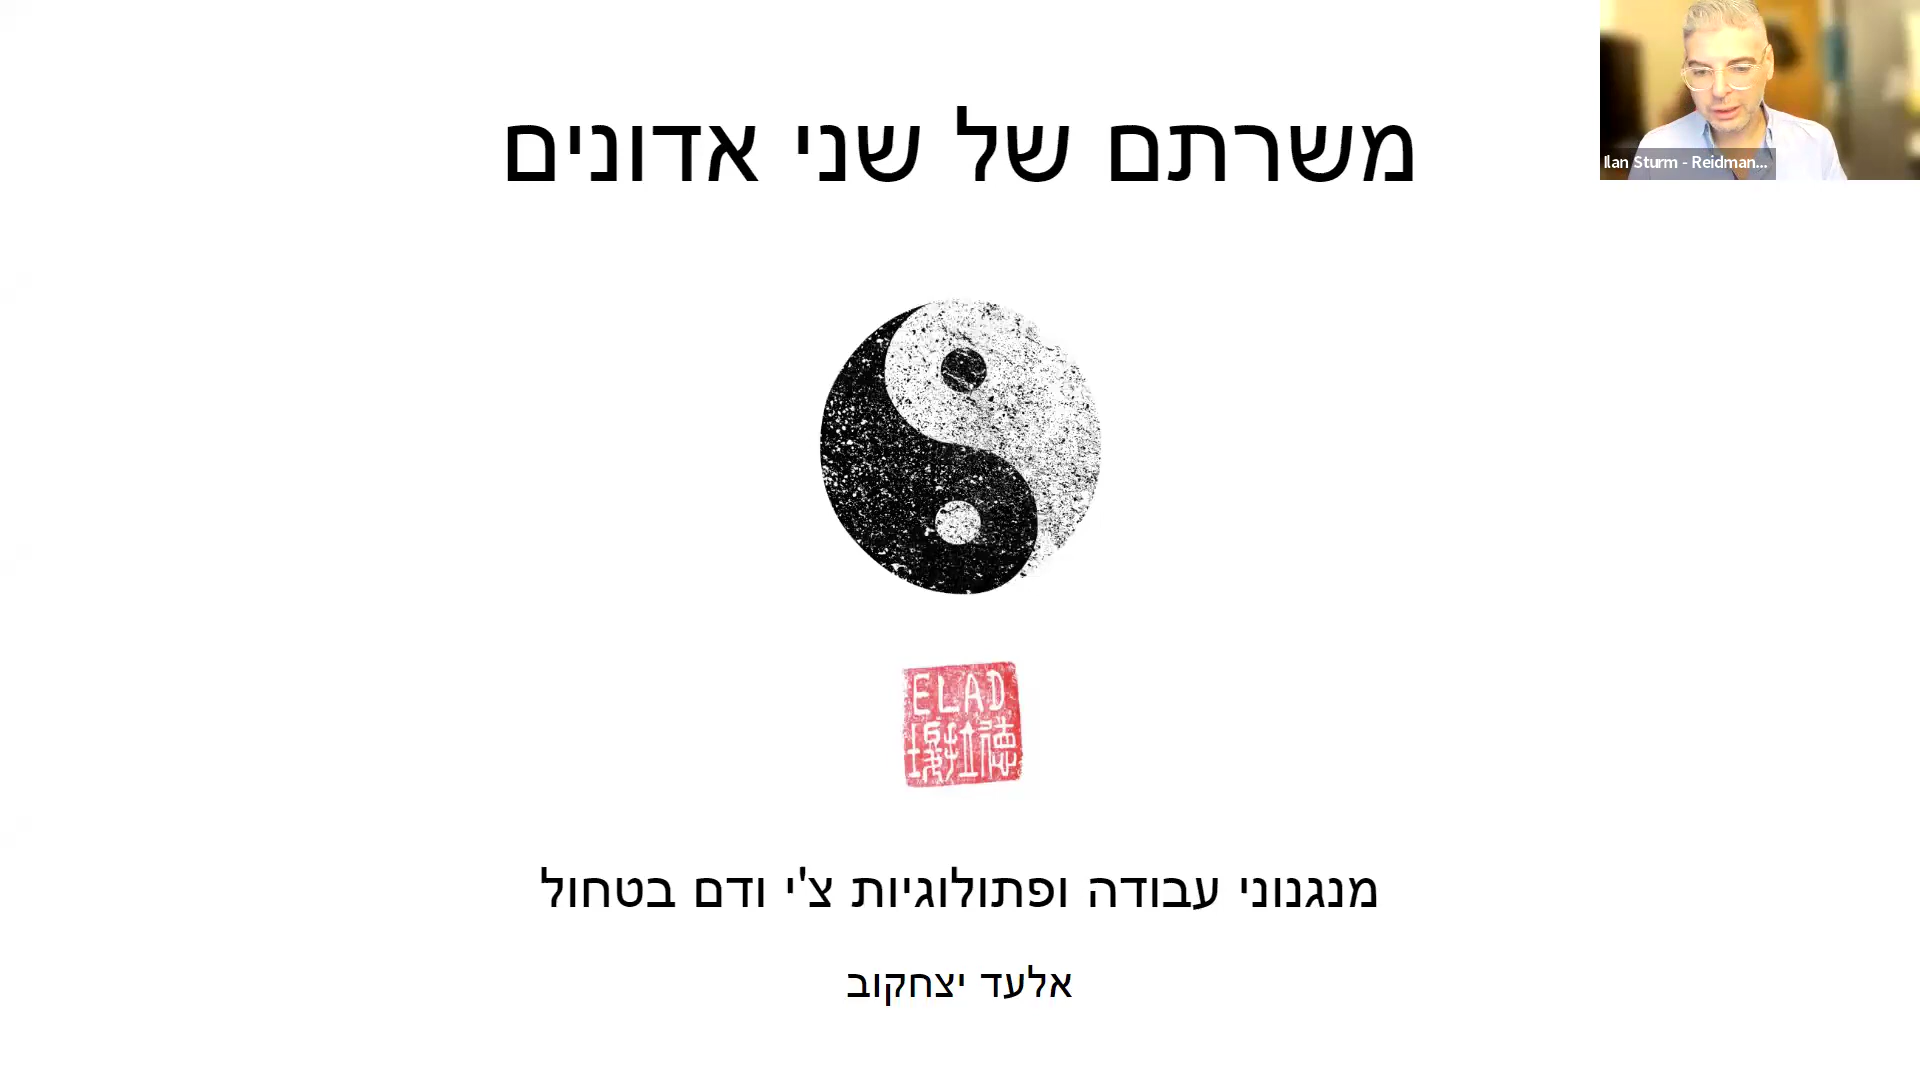 משרתם של שני אדונים
Ilan Sturm - Reidman...
ELAD
מנגנוני עבודה ופתולוגיות צ'י ודם בטחול
אלעד יצחקוב